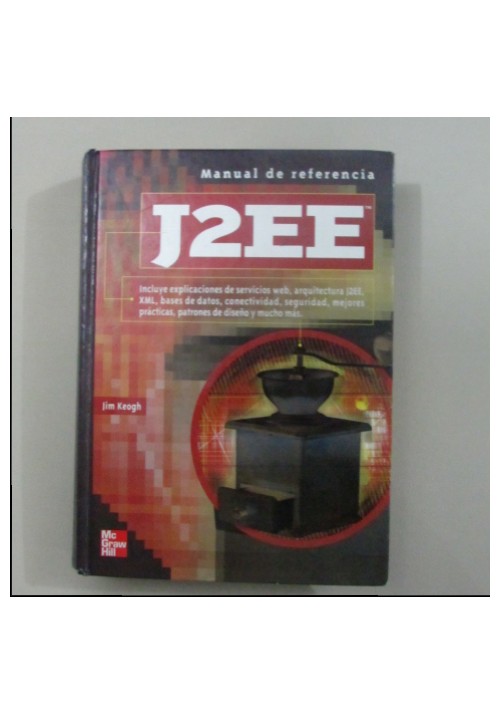 Manual de referencia
J2EE™
Incluye explicaciones de servicios web, arquitectura J2EE,
XML, bases de datos, conectividad, seguridad, mejores
prácticas, patrones de diseño y mucho más.
Jim Keogh
Mc
Graw
Hill